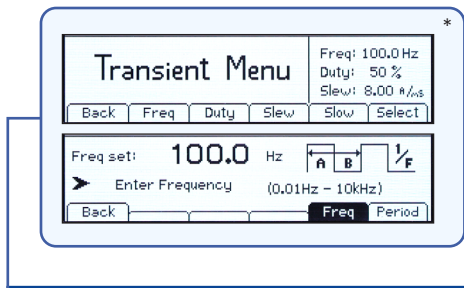 *
Transient Menu
Freq: 100.0 Hz
Duty: 50 %
Slew: 8.00 A/ms
Back Freq Duty Slew Slow Select
Freq set: 100.0 Hz
A B 1/F
Enter Frequency (0.01Hz - 10kHz)
Back Freq Period